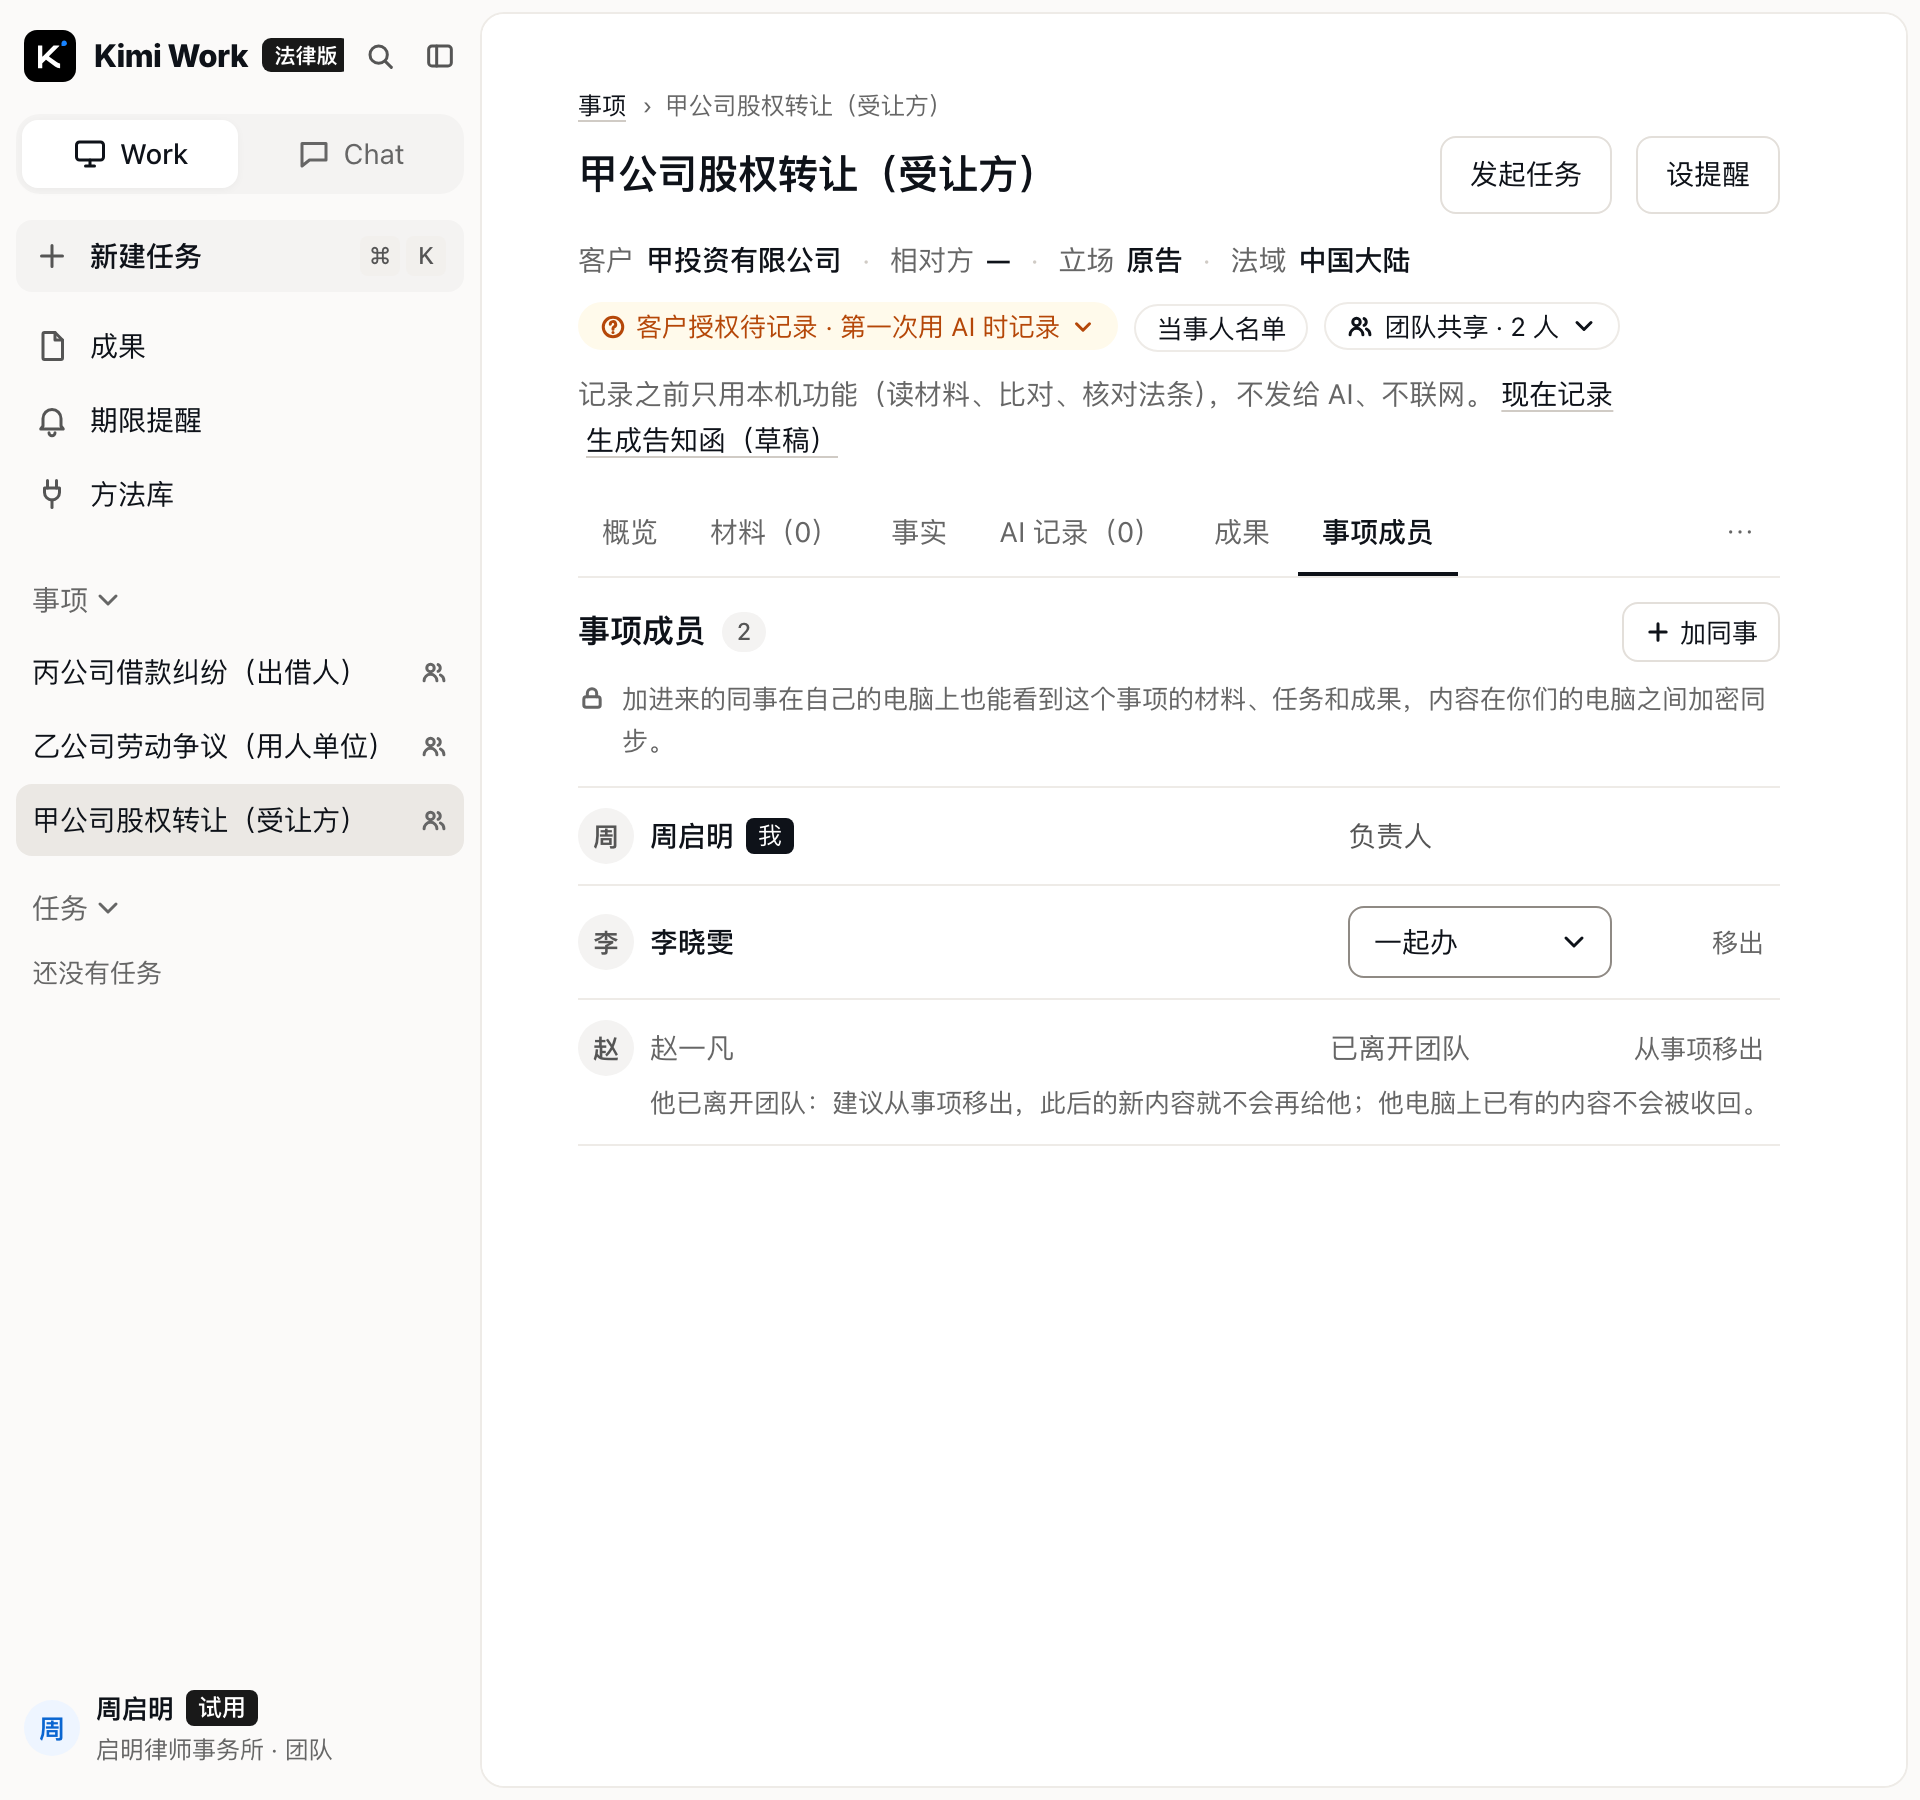 Kimi Work 法律版
Work
Chat
新建任务 ⌘ K
成果
期限提醒
方法库
事项
丙公司借款纠纷（出借人）
乙公司劳动争议（用人单位）
甲公司股权转让（受让方）
任务
还没有任务
周 周启明 试用
启明律师事务所 · 团队
事项 › 甲公司股权转让（受让方）
甲公司股权转让（受让方）
发起任务
设提醒
客户 甲投资有限公司 · 相对方 — · 立场 原告 · 法域 中国大陆
客户授权待记录 · 第一次用 AI 时记录
当事人名单
团队共享 · 2 人
记录之前只用本机功能（读材料、比对、核对法条），不发给 AI、不联网。 现在记录
生成告知函（草稿）
概览 材料（0） 事实 AI 记录（0） 成果 事项成员 ···
事项成员 2
加同事
加进来的同事在自己的电脑上也能看到这个事项的材料、任务和成果，内容在你们的电脑之间加密同
步。
周 周启明 我 负责人
李 李晓雯 一起办 移出
赵 赵一凡 已离开团队 从事项移出
他已离开团队：建议从事项移出，此后的新内容就不会再给他；他电脑上已有的内容不会被收回。